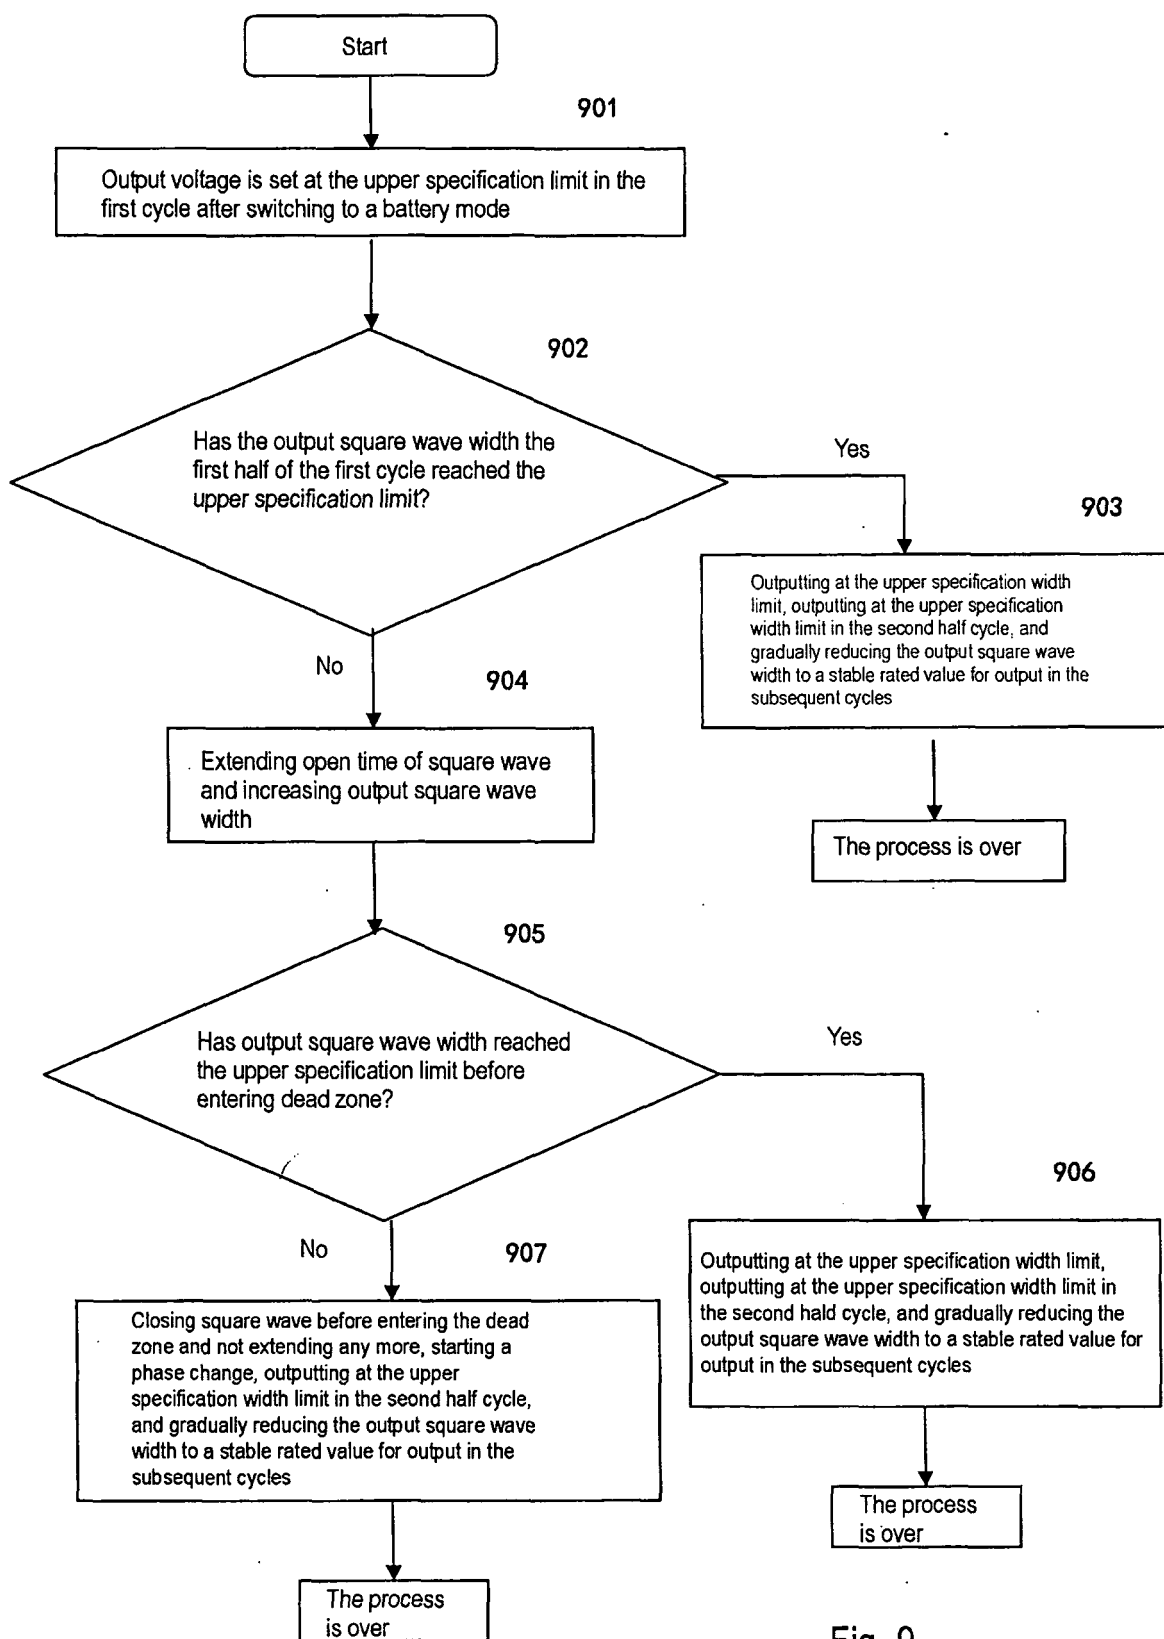 Start
901
Output voltage is set at the upper specification limit in the
first cycle after switching to a battery mode
902
Has the output square wave width the
first half of the first cycle reached the
upper specification limit?
Yes
903
Outputting at the upper specification width
limit, outputting at the upper specification
width limit in the second half cycle, and
gradually reducing the output square wave
width to a stable rated value for output in the
subsequent cycles
The process is over
No
904
Extending open time of square wave
and increasing output square wave
width
905
Has output square wave width reached
the upper specification limit before
entering dead zone?
Yes
906
Outputting at the upper specification width limit,
outputting at the upper specification width limit in
the second hald cycle, and gradually reducing the
output square wave width to a stable rated value for
output in the subsequent cycles
The process
is over
No
907
Closing square wave before entering the dead
zone and not extending any more, starting a
phase change, outputting at the upper
specification width limit in the seond half cycle,
and gradually reducing the output square wave
width to a stable rated value for output in the
subsequent cycles
The process
is over
Fig. 9